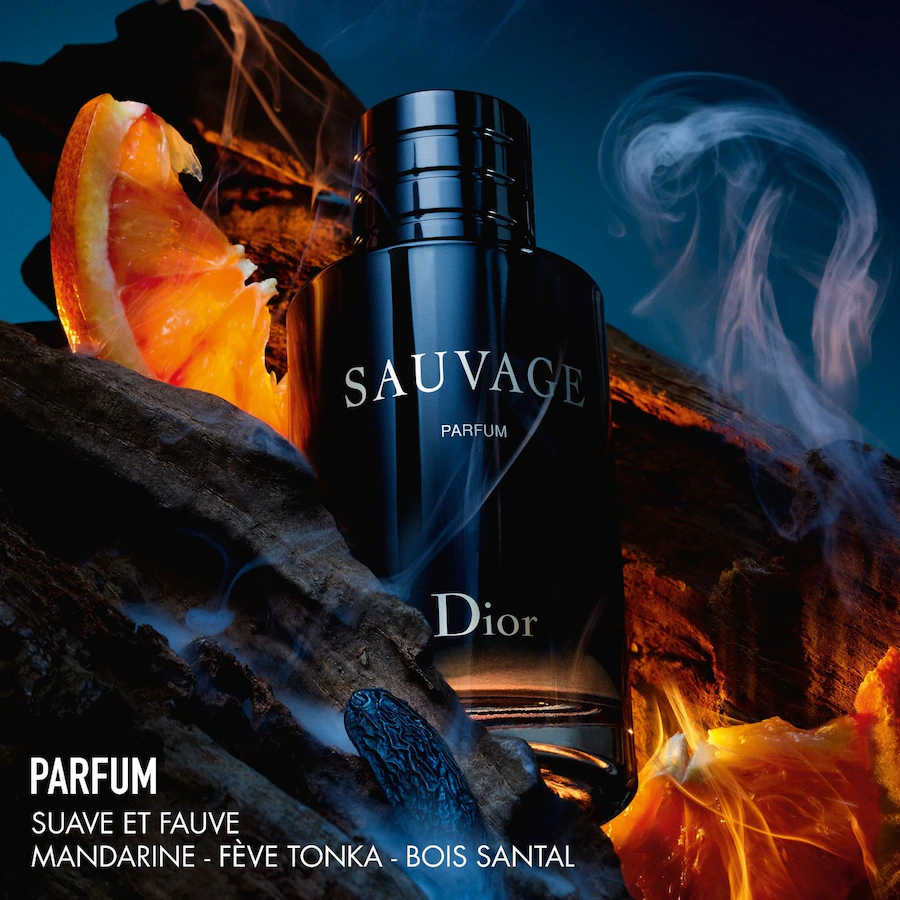 SAUVAGE
PARFUM
Dior
PARFUM
SUAVE ET FAUVE
MANDARINE - FÈVE TONKA - BOIS SANTAL